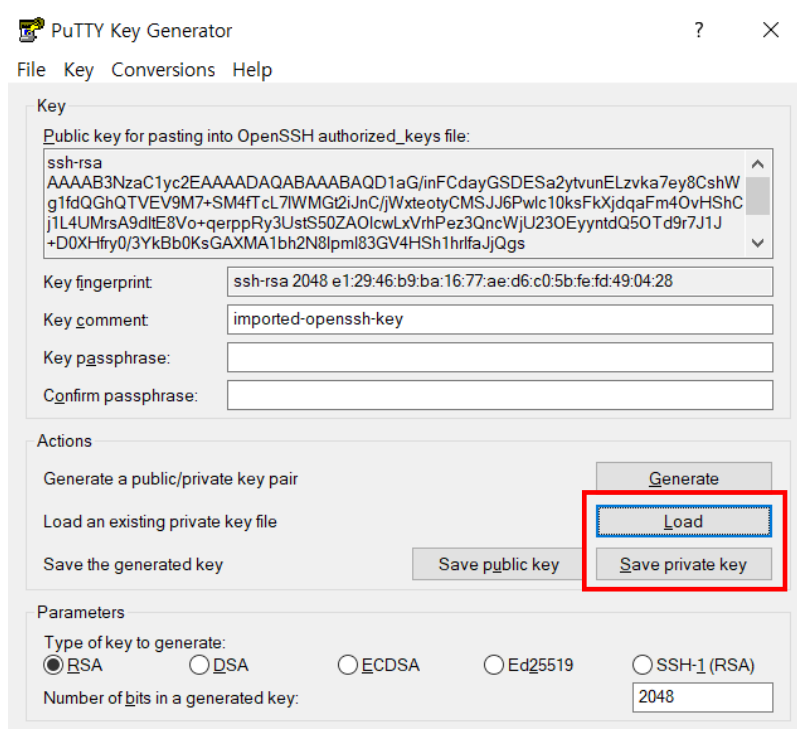 PuTTY Key Generator
File Key Conversions Help
Key
Public key for pasting into OpenSSH authorized_keys file:
ssh-rsa
AAAAB3NzaC1yc2EAAAADAQABAAABAQD1aG/inFCdayGSDESa2ytvunELzvka7ey8CshW
g1fdQGhQTVEV9M7+SM4fTcL7lWMGt2iJnC/jWxteotyCMSJJ6Pwlc10ksFkXjdqaFm4OvHShC
j1L4UMrsA9dltE8Vo+qerppRy3UstS50ZAOlcwLxVrhPez3QncWjU23OEyyntdQ5OTd9r7J1J
+D0XHfry0/3YkBb0KsGAXMA1bh2N8lpml83GV4HSh1hrlfaJjQgs
Key fingerprint: ssh-rsa 2048 e1:29:46:b9:ba:16:77:ae:d6:c0:5b:fe:fd:49:04:28
Key comment: imported-openssh-key
Key passphrase:
Confirm passphrase:
Actions
Generate a public/private key pair Generate
Load an existing private key file Load
Save the generated key Save public key Save private key
Parameters
Type of key to generate:
RSA DSA ECDSA Ed25519 SSH-1 (RSA)
Number of bits in a generated key: 2048